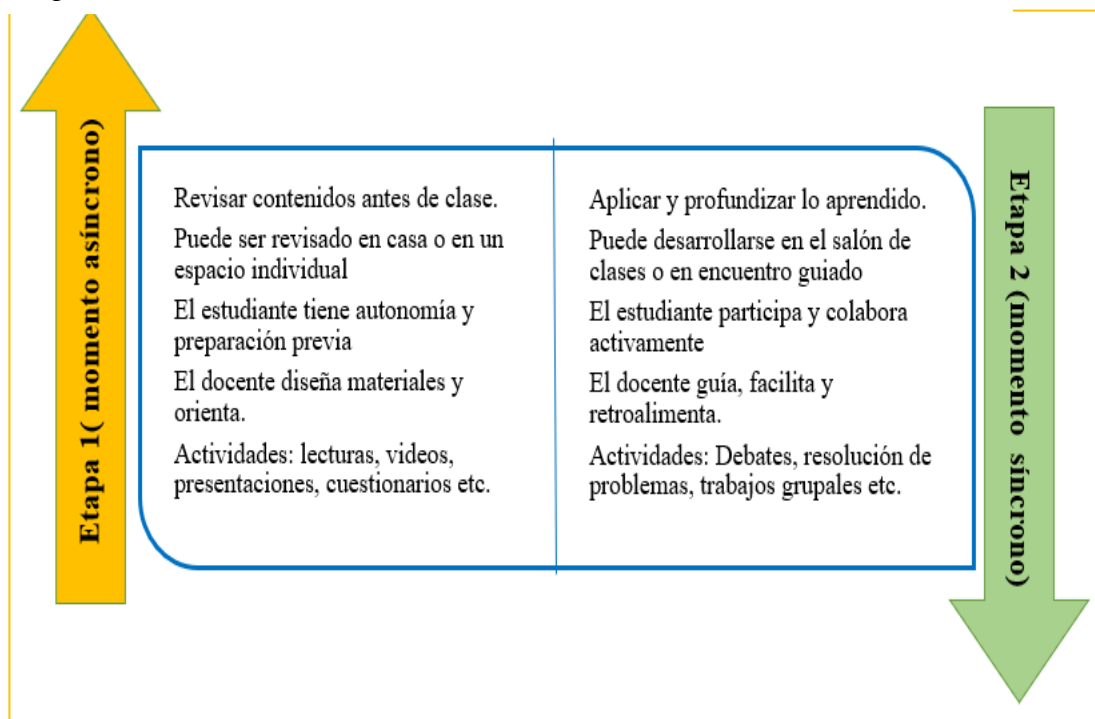 Etapa 1( momento asíncrono)
Revisar contenidos antes de clase.
Puede ser revisado en casa o en un
espacio individual
El estudiante tiene autonomía y
preparación previa
El docente diseña materiales y
orienta.
Actividades: lecturas, videos,
presentaciones, cuestionarios etc.
Aplicar y profundizar lo aprendido.
Puede desarrollarse en el salón de
clases o en encuentro guiado
El estudiante participa y colabora
activamente
El docente guía, facilita y
retroalimenta.
Actividades: Debates, resolución de
problemas, trabajos grupales etc.
Etapa 2 (momento síncrono)